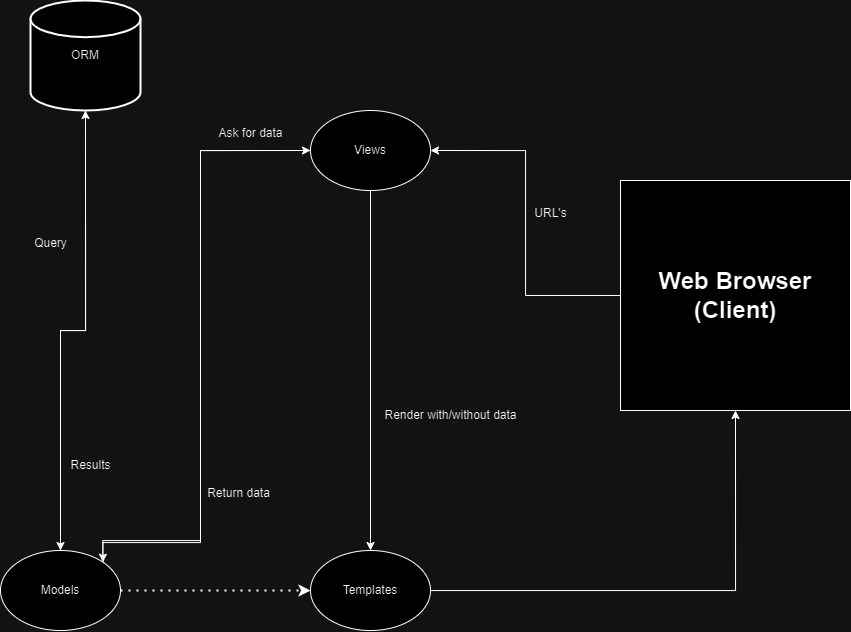 ORM
Ask for data
Views
URL's
Query
Web Browser
(Client)
Render with/without data
Results
Return data
Models
Templates